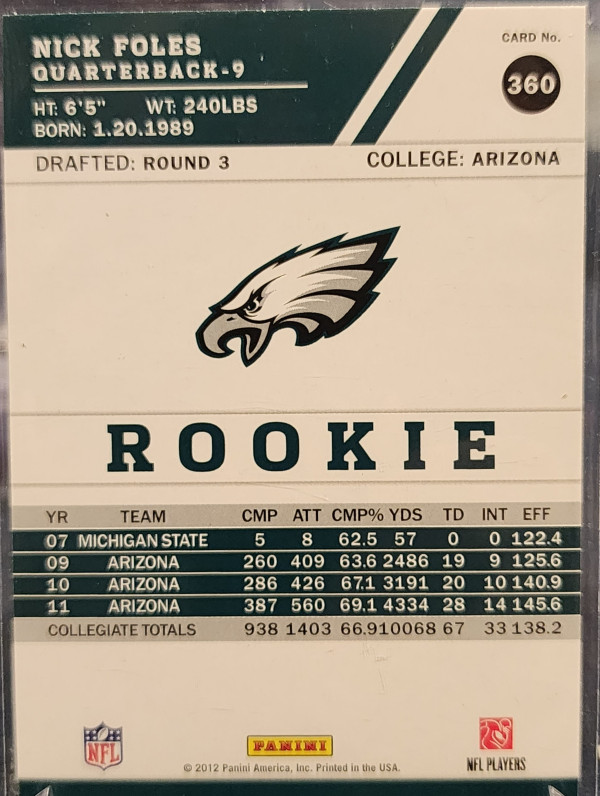 NICK FOLES
QUARTERBACK-9
HT: 6'5" WT: 240LBS
BORN: 1.20.1989
CARD No.
360
DRAFTED: ROUND 3 COLLEGE: ARIZONA
ROOKIE
YR TEAM CMP ATT CMP% YDS TD INT EFF
07 MICHIGAN STATE 5 8 62.5 57 0 0 122.4
09 ARIZONA 260 409 63.6 2486 19 9 125.6
10 ARIZONA 286 426 67.1 3191 20 10 140.9
11 ARIZONA 387 560 69.1 4334 28 14 145.6
COLLEGIATE TOTALS 938 1403 66.9 10068 67 33 138.2
NFL
PANINI
NFL PLAYERS
© 2012 Panini America, Inc. Printed in the USA.